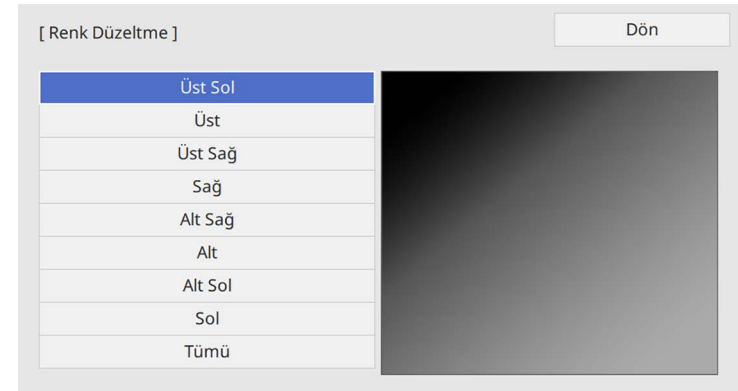 [ Renk Düzeltme ]
Dön
Üst Sol
Üst
Üst Sağ
Sağ
Alt Sağ
Alt
Alt Sol
Sol
Tümü